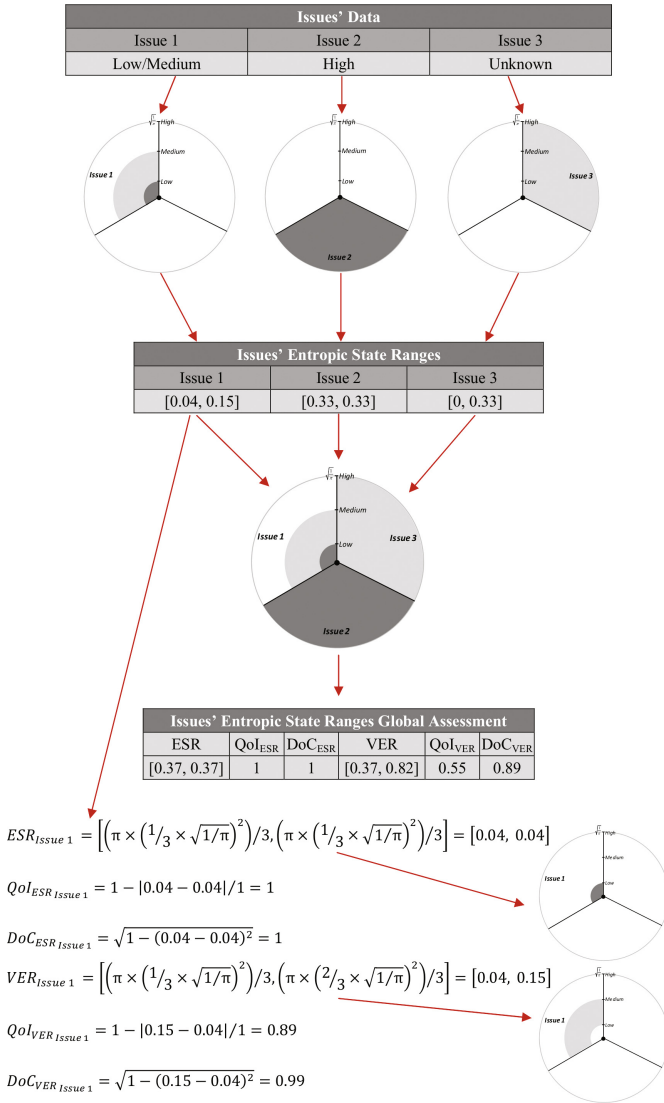 Issues' Data
Issue 1 Issue 2 Issue 3
Low/Medium High Unknown
√1/π High
Medium
Issue 1
Low
√1/π High
Medium
Low
Issue 2
√1/π High
Medium
Issue 3
Low
Issues' Entropic State Ranges
Issue 1 Issue 2 Issue 3
[0.04, 0.15] [0.33, 0.33] [0, 0.33]
√1/π High
Medium
Issue 1
Issue 3
Low
Issue 2
Issues' Entropic State Ranges Global Assessment
ESR QoI_ESR DoC_ESR VER QoI_VER DoC_VER
[0.37, 0.37] 1 1 [0.37, 0.82] 0.55 0.89
ESR_Issue 1 = [(π × (1/3 × √1/π)²)/3, (π × (1/3 × √1/π)²)/3] = [0.04, 0.04]
√1/π High
Medium
Issue 1
Low
QoI_ESR Issue 1 = 1 − |0.04 − 0.04|/1 = 1
DoC_ESR Issue 1 = √1 − (0.04 − 0.04)² = 1
VER_Issue 1 = [(π × (1/3 × √1/π)²)/3, (π × (2/3 × √1/π)²)/3] = [0.04, 0.15]
√1/π High
Medium
Issue 1
Low
QoI_VER Issue 1 = 1 − |0.15 − 0.04|/1 = 0.89
DoC_VER Issue 1 = √1 − (0.15 − 0.04)² = 0.99